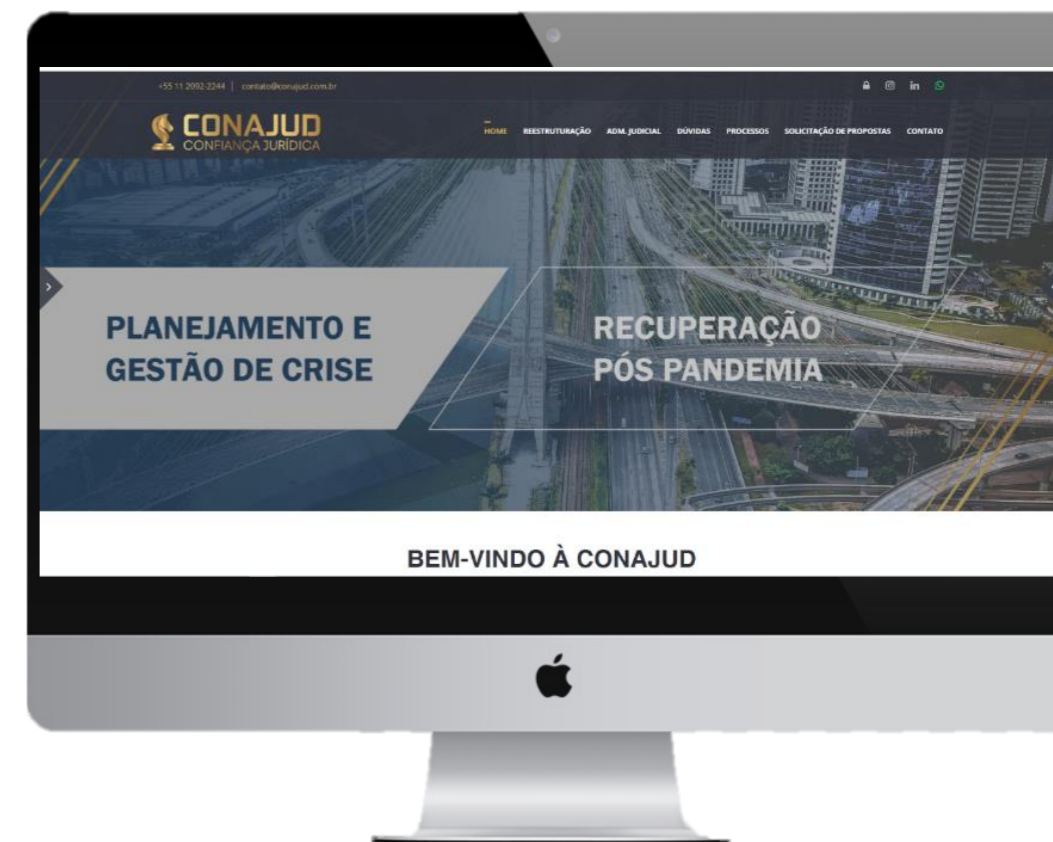 +55 11 2092-2244 | contato@conajud.com.br
CONAJUD
CONFIANÇA JURÍDICA
HOME REESTRUTURAÇÃO ADM. JUDICIAL DÚVIDAS PROCESSOS SOLICITAÇÃO DE PROPOSTAS CONTATO
PLANEJAMENTO E
GESTÃO DE CRISE
RECUPERAÇÃO
PÓS PANDEMIA
BEM-VINDO À CONAJUD